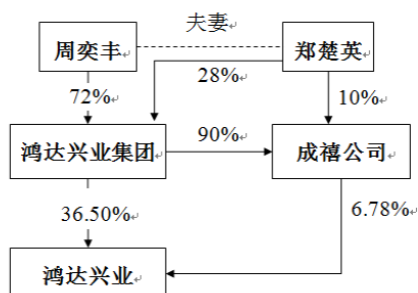 夫妻
周奕丰
郑楚英
72%
28%
10%
鸿达兴业集团
90%
成禧公司
36.50%
6.78%
鸿达兴业